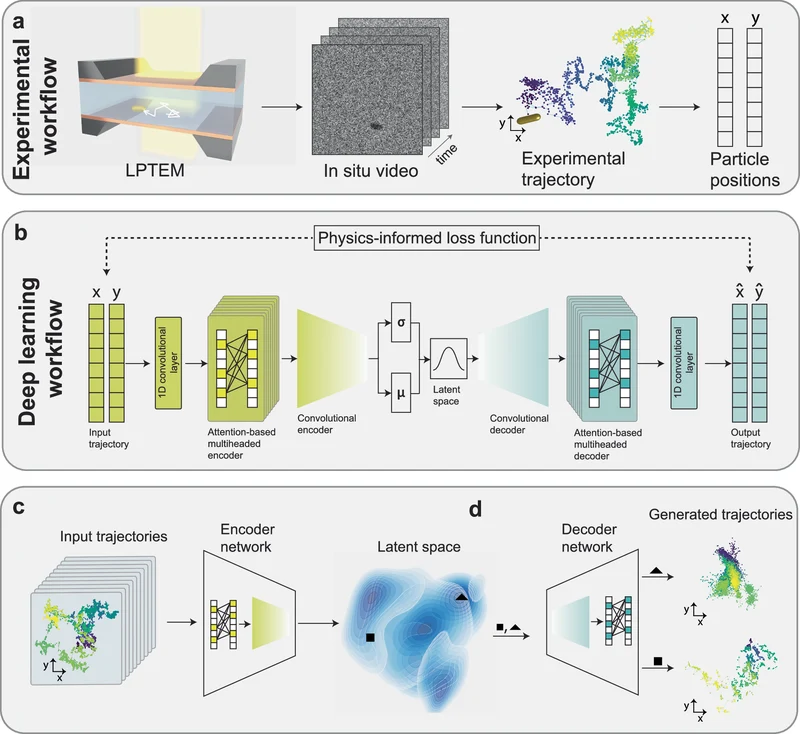 a
Experimental
workflow
LPTEM
In situ video
time
y
x
Experimental
trajectory
x y
Particle
positions
b
Deep learning
workflow
Physics-informed loss function
x y
Input
trajectory
1D convolutional
layer
Attention-based
multiheaded
encoder
Convolutional
encoder
σ
μ
Latent
space
Convolutional
decoder
Attention-based
multiheaded
decoder
1D convolutional
layer
x̂ ŷ
Output
trajectory
c
Input trajectories
y
x
Encoder
network
Latent space
■, ▲
d
Decoder
network
Generated trajectories
▲
y
x
■
y
x